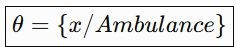 θ = {x/Ambulance}